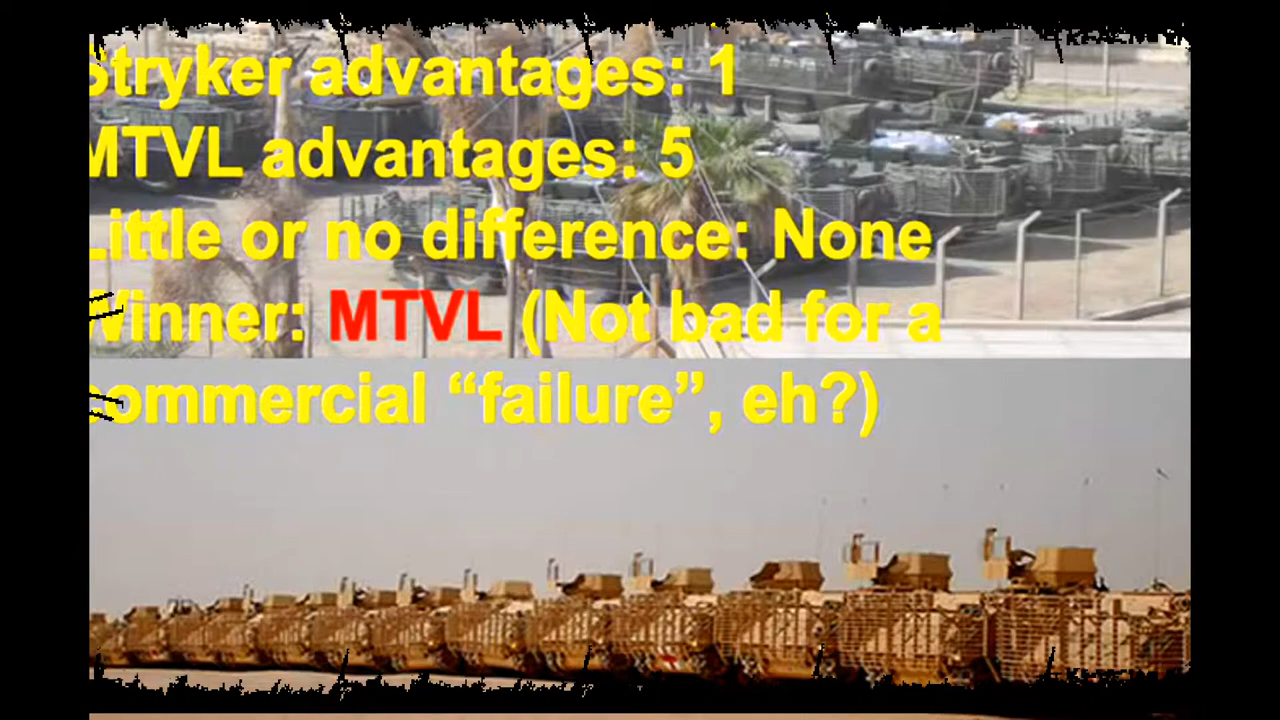 Stryker advantages: 1
MTVL advantages: 5
Little or no difference: None
Winner: MTVL (Not bad for a
commercial “failure”, eh?)